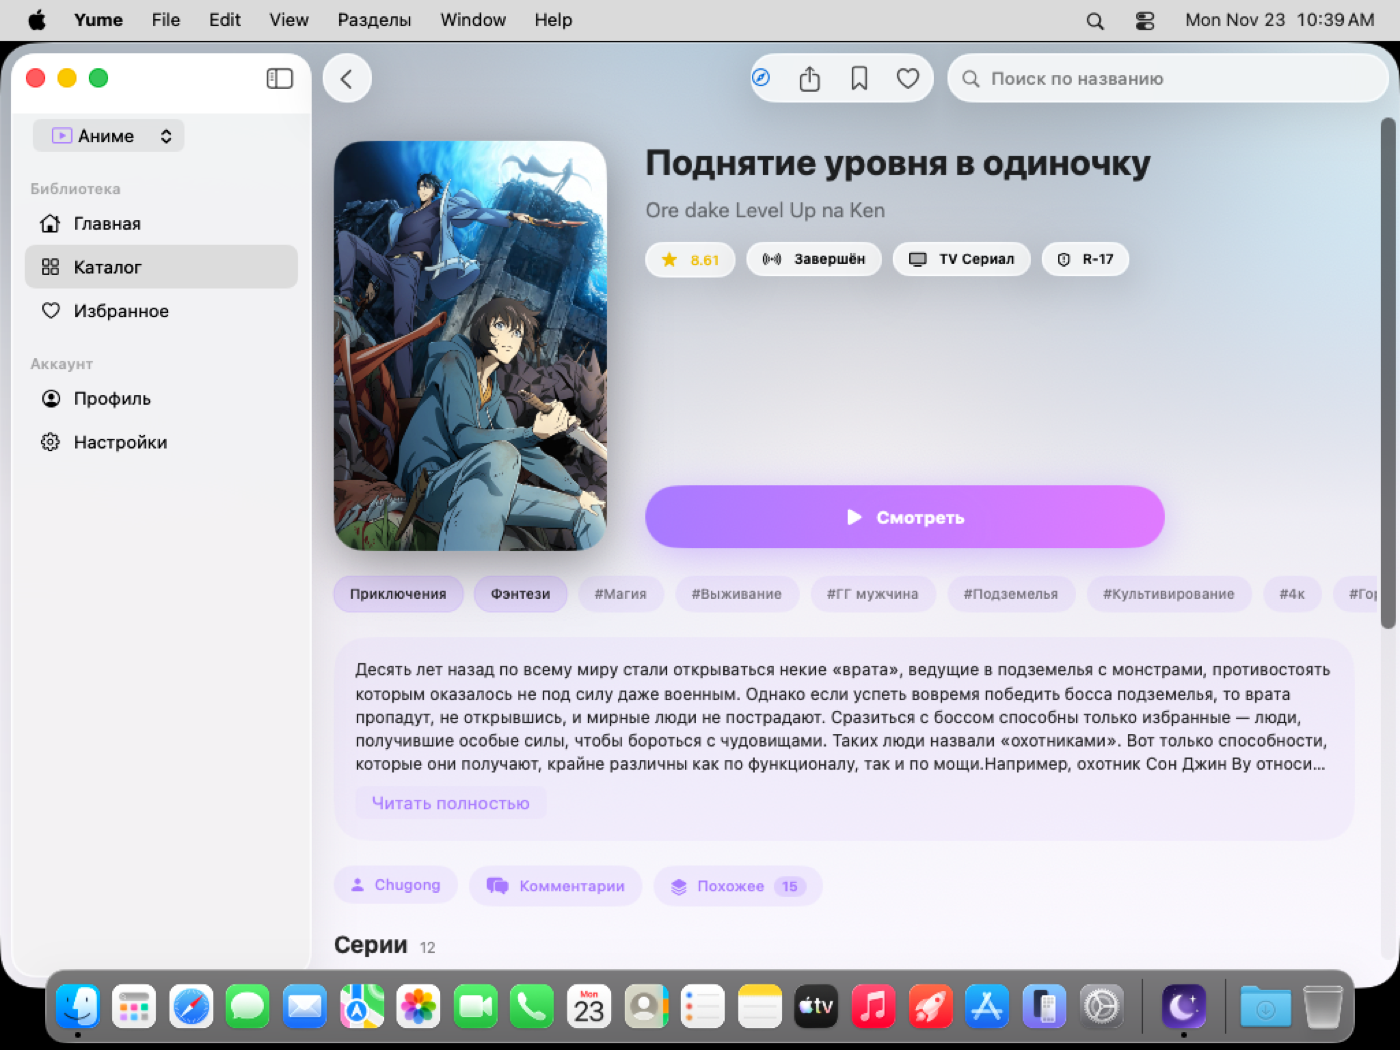 Yume File Edit View Разделы Window Help Mon Nov 23 10:39 AM
Поиск по названию
Аниме
Библиотека
Главная
Каталог
Избранное
Аккаунт
Профиль
Настройки
Поднятие уровня в одиночку
Ore dake Level Up na Ken
8.61 Завершён TV Сериал R-17
Смотреть
Приключения Фэнтези #Магия #Выживание #ГГ мужчина #Подземелья #Культивирование #4к
Десять лет назад по всему миру стали открываться некие «врата», ведущие в подземелья с монстрами, противостоять
которым оказалось не под силу даже военным. Однако если успеть вовремя победить босса подземелья, то врата
пропадут, не открывшись, и мирные люди не пострадают. Сразиться с боссом способны только избранные — люди,
получившие особые силы, чтобы бороться с чудовищами. Таких людей назвали «охотниками». Вот только способности,
которые они получают, крайне различны как по функционалу, так и по мощи.Например, охотник Сон Джин Ву относи...
Читать полностью
Chugong Комментарии Похожее 15
Серии 12
Mon
23
tv